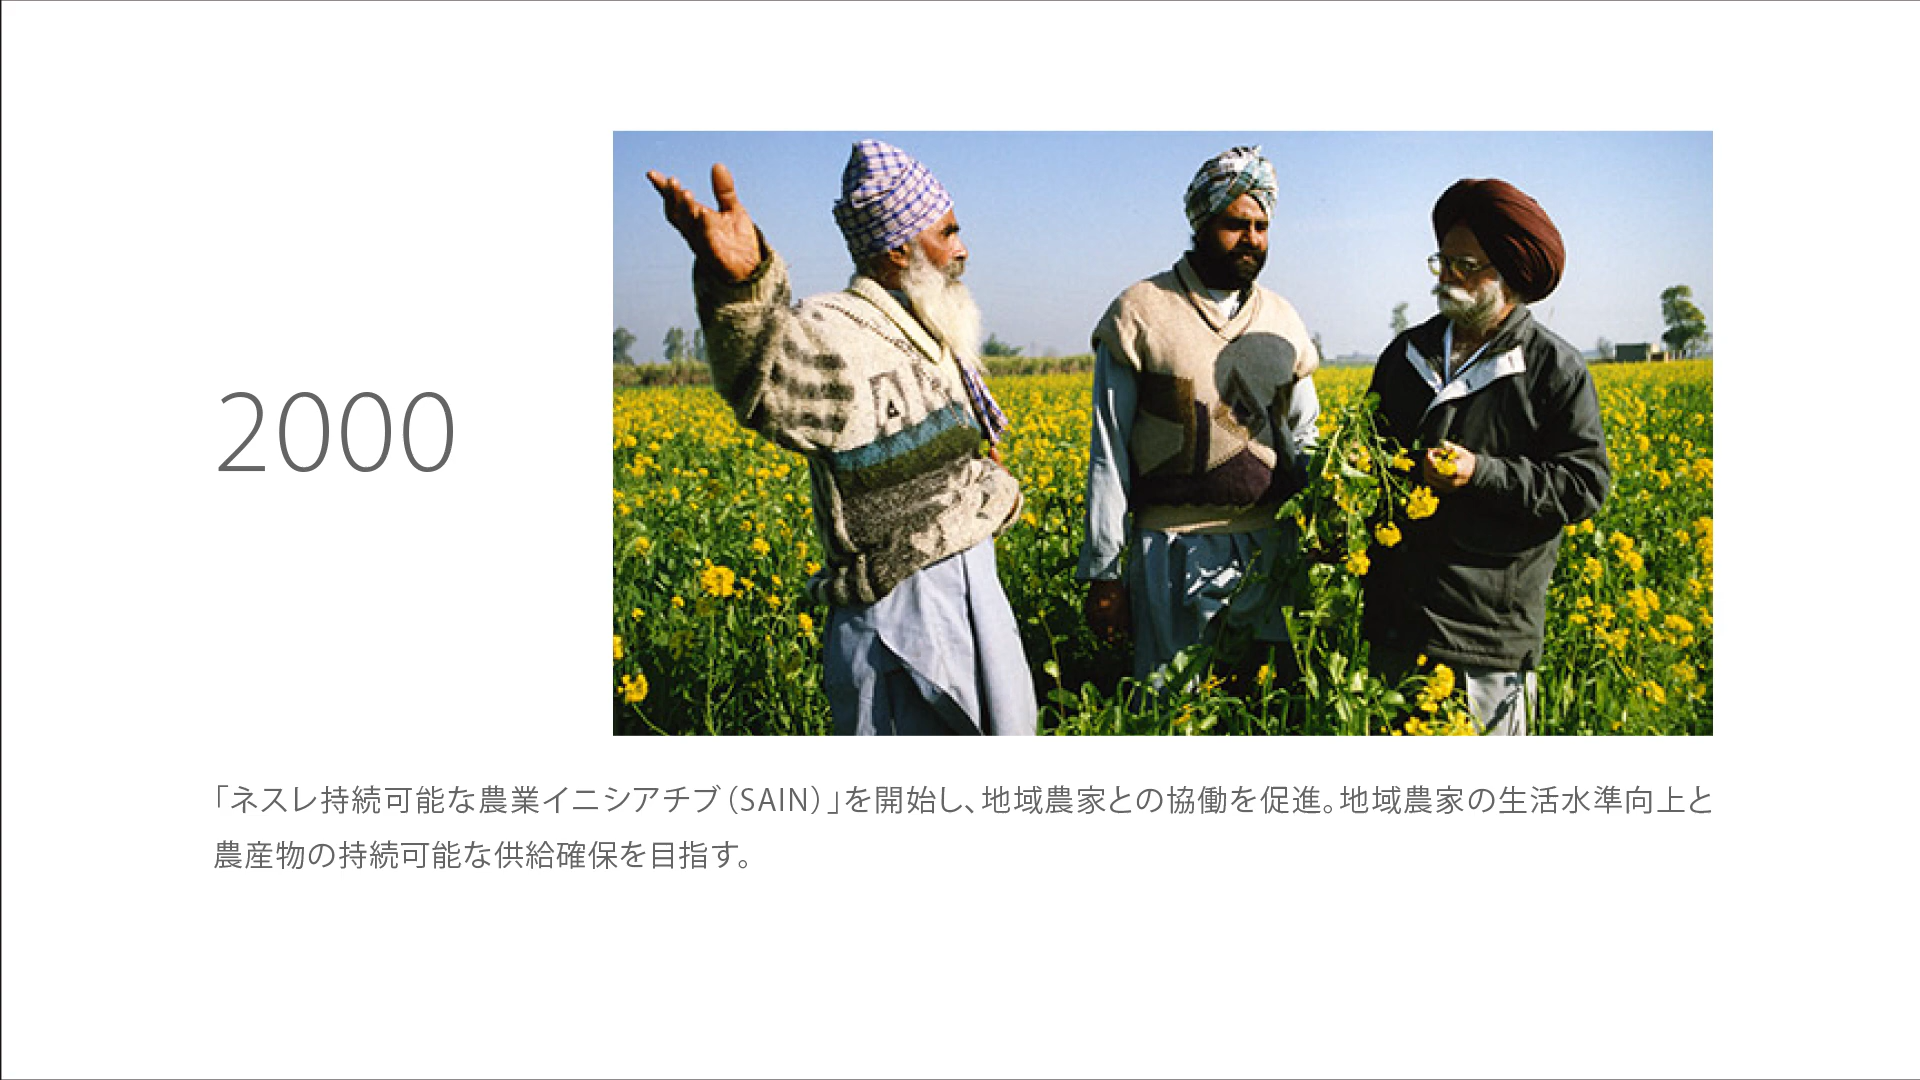 2000
「ネスレ持続可能な農業イニシアチブ（SAIN）」を開始し、地域農家との協働を促進。地域農家の生活水準向上と
農産物の持続可能な供給確保を目指す。